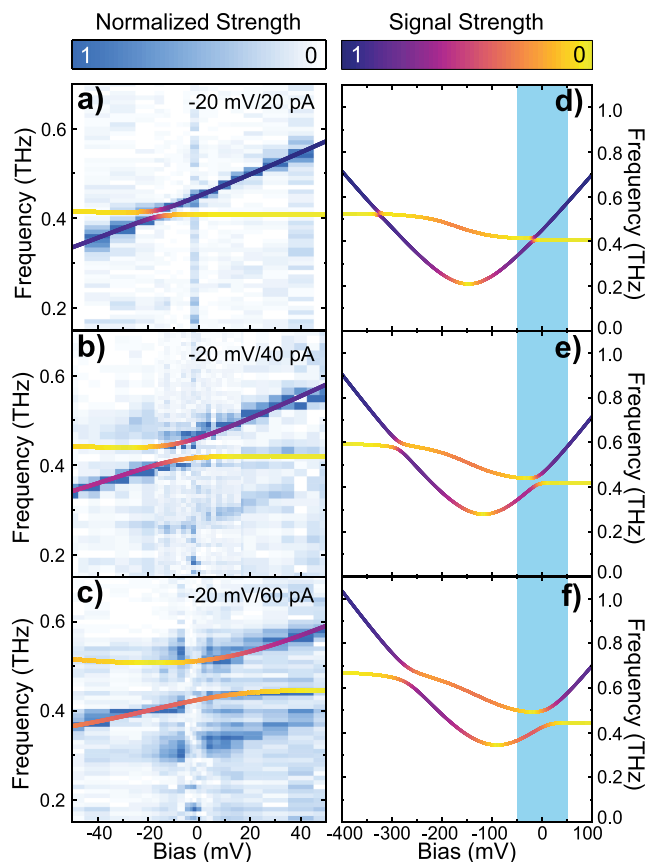 Normalized Strength
Signal Strength
1 0
1 0
a) -20 mV/20 pA
d)
Frequency (THz)
0.6
0.4
0.2
1.0
0.8
0.6
0.4
0.2
0.0
Frequency (THz)
b) -20 mV/40 pA
e)
Frequency (THz)
0.6
0.4
0.2
1.0
0.8
0.6
0.4
0.2
0.0
Frequency (THz)
c) -20 mV/60 pA
f)
Frequency (THz)
0.6
0.4
0.2
1.0
0.8
0.6
0.4
0.2
0.0
Frequency (THz)
-40 -20 0 20 40
-400 -300 -200 -100 0 100
Bias (mV)
Bias (mV)